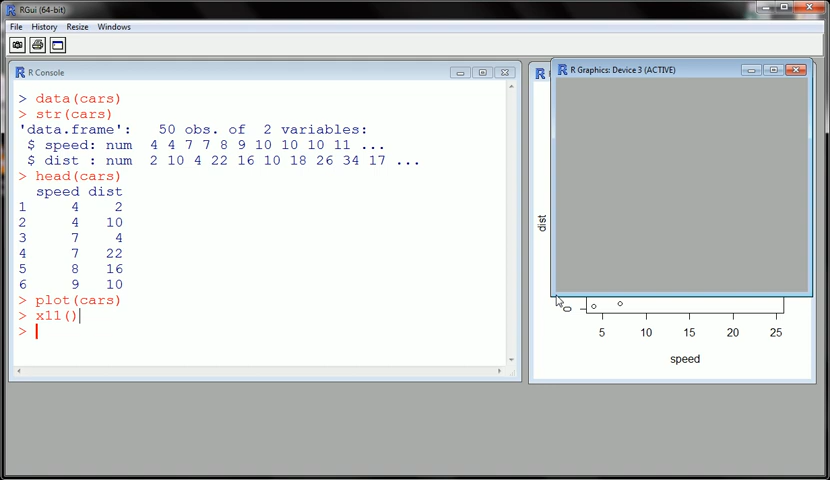 RGui (64-bit)
File History Resize Windows
R Console
> data(cars)
> str(cars)
'data.frame': 50 obs. of 2 variables:
$ speed: num 4 4 7 7 8 9 10 10 10 11 ...
$ dist : num 2 10 4 22 16 10 18 26 34 17 ...
> head(cars)
speed dist
1 4 2
2 4 10
3 7 4
4 7 22
5 8 16
6 9 10
> plot(cars)
> x11()
>
R Graphics: Device 3 (ACTIVE)
dist
0
5 10 15 20 25
speed